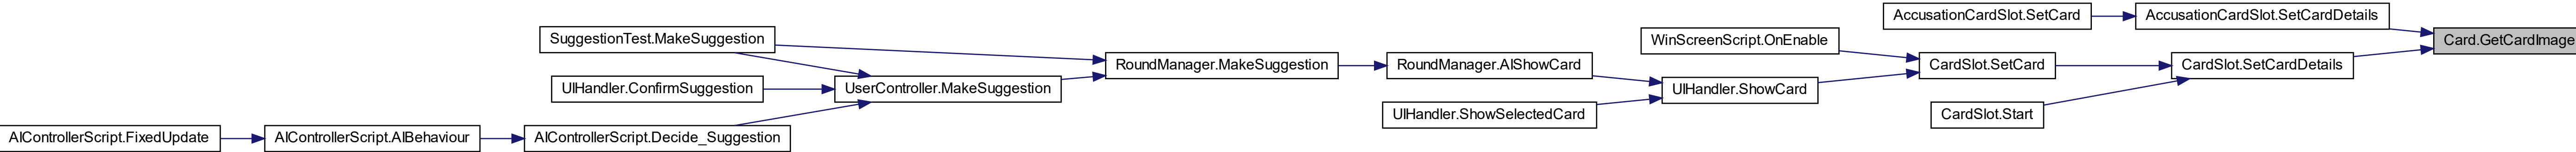 AccusationCardSlot.SetCard
AccusationCardSlot.SetCardDetails
SuggestionTest.MakeSuggestion
WinScreenScript.OnEnable
Card.GetCardImage
RoundManager.MakeSuggestion
RoundManager.AIShowCard
CardSlot.SetCard
CardSlot.SetCardDetails
UIHandler.ConfirmSuggestion
UserController.MakeSuggestion
UIHandler.ShowCard
UIHandler.ShowSelectedCard
CardSlot.Start
AIControllerScript.FixedUpdate
AIControllerScript.AIBehaviour
AIControllerScript.Decide_Suggestion